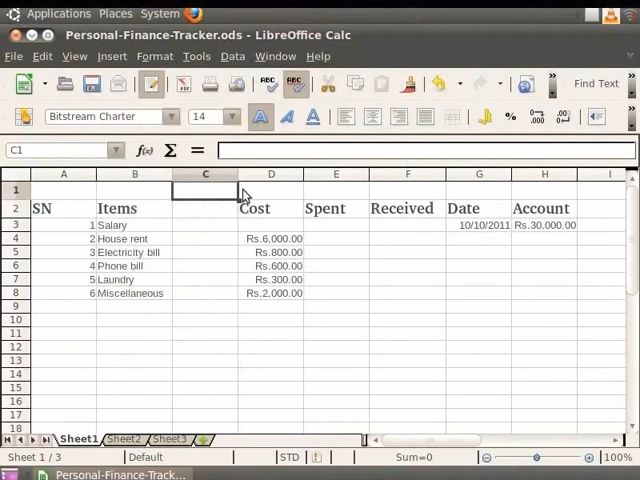 Applications Places System
Personal-Finance-Tracker.ods - LibreOffice Calc
File Edit View Insert Format Tools Data Window Help
ABC ABC » Find Text »
Bitstream Charter 14 A A A % 0.000 .000 »
C1 f(x) Σ =
A B C D E F G H I
1
2 SN Items Cost Spent Received Date Account
3 1 Salary 10/10/2011 Rs.30,000.00
4 2 House rent Rs.6,000.00
5 3 Electricity bill Rs.800.00
6 4 Phone bill Rs.600.00
7 5 Laundry Rs.300.00
8 6 Miscellaneous Rs.2,000.00
9
10
11
12
13
14
15
16
17
18
Sheet1 Sheet2 Sheet3
Sheet 1 / 3 Default STD Sum=0 100%
Personal-Finance-Track...